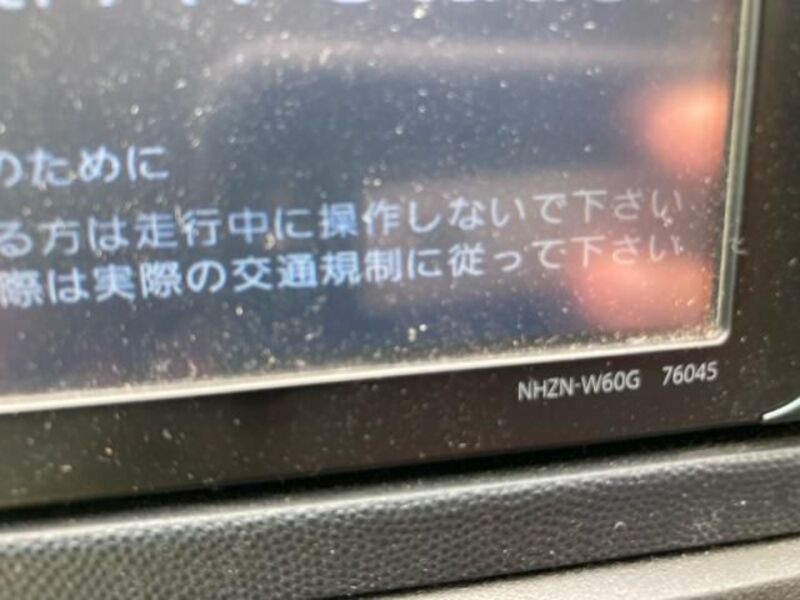 のために
る方は走行中に操作しないで下さい
際は実際の交通規制に従って下さい
NHZN-W60G 76045